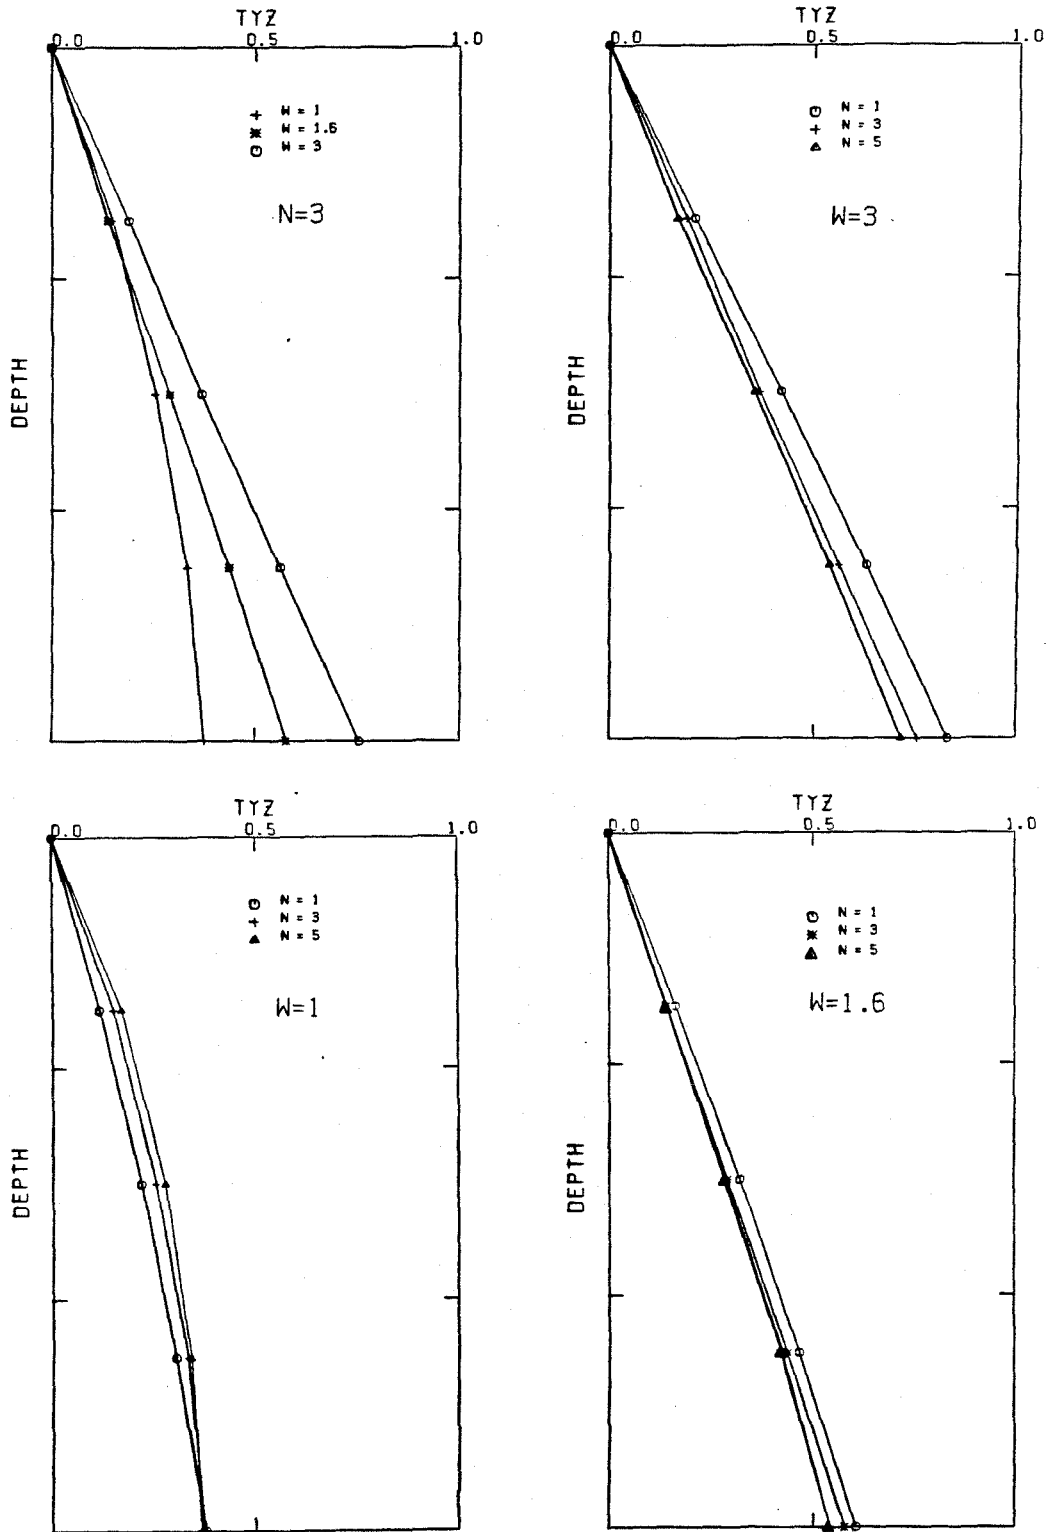 TYZ
0.0 0.5 1.0
+ W = 1
* W = 1.6
W = 3
N=3
DEPTH
TYZ
0.0 0.5 1.0
N = 1
+ N = 3
N = 5
W=3
DEPTH
TYZ
0.0 0.5 1.0
N = 1
+ N = 3
N = 5
W=1
DEPTH
TYZ
0.0 0.5 1.0
N = 1
* N = 3
N = 5
W=1.6
DEPTH